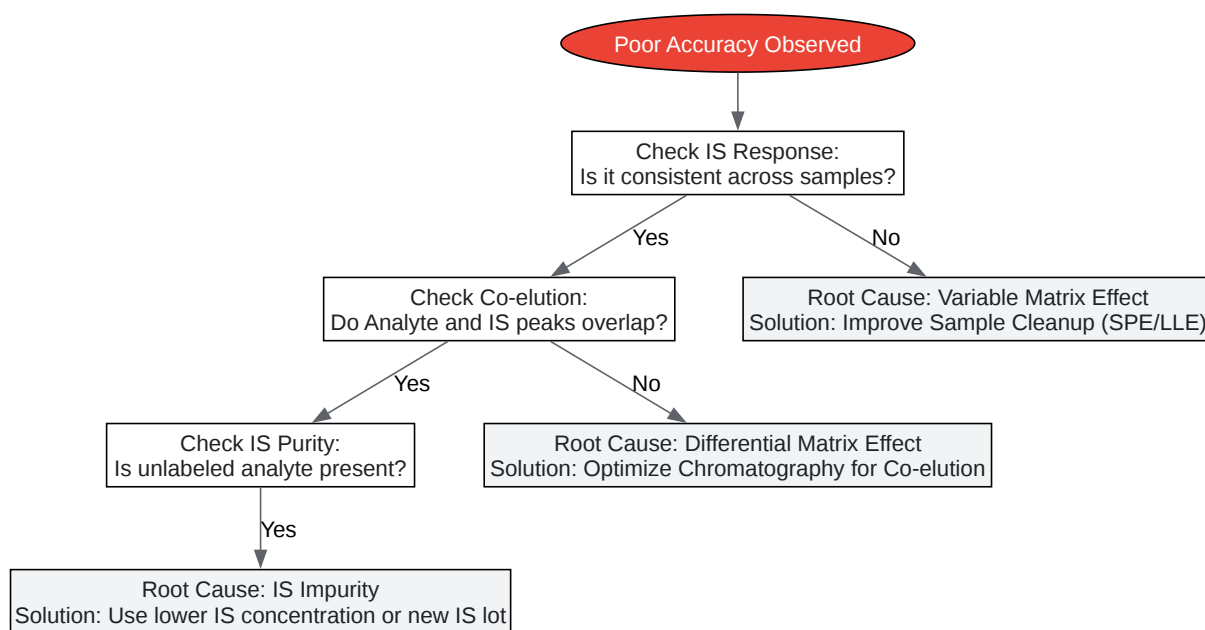 Poor Accuracy Observed
Check IS Response:
Is it consistent across samples?
Yes
No
Check Co-elution:
Do Analyte and IS peaks overlap?
Root Cause: Variable Matrix Effect
Solution: Improve Sample Cleanup (SPE/LLE)
Yes
No
Check IS Purity:
Is unlabeled analyte present?
Root Cause: Differential Matrix Effect
Solution: Optimize Chromatography for Co-elution
Yes
Root Cause: IS Impurity
Solution: Use lower IS concentration or new IS lot